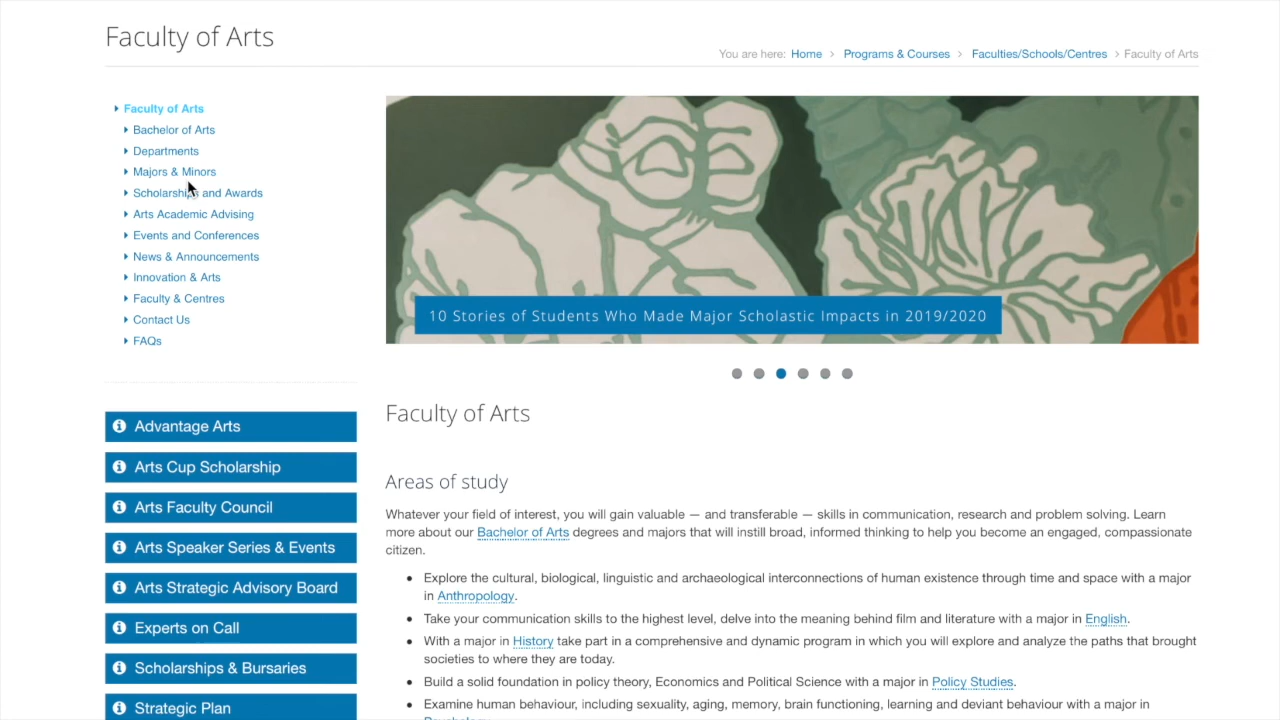 Faculty of Arts
You are here: Home > Programs & Courses > Faculties/Schools/Centres > Faculty of Arts
Faculty of Arts
Bachelor of Arts
Departments
Majors & Minors
Scholarships and Awards
Arts Academic Advising
Events and Conferences
News & Announcements
Innovation & Arts
Faculty & Centres
Contact Us
FAQs
Advantage Arts
Arts Cup Scholarship
Arts Faculty Council
Arts Speaker Series & Events
Arts Strategic Advisory Board
Experts on Call
Scholarships & Bursaries
Strategic Plan
10 Stories of Students Who Made Major Scholastic Impacts in 2019/2020
Faculty of Arts
Areas of study
Whatever your field of interest, you will gain valuable — and transferable — skills in communication, research and problem solving. Learn
more about our Bachelor of Arts degrees and majors that will instill broad, informed thinking to help you become an engaged, compassionate
citizen.
• Explore the cultural, biological, linguistic and archaeological interconnections of human existence through time and space with a major
in Anthropology.
• Take your communication skills to the highest level, delve into the meaning behind film and literature with a major in English.
• With a major in History take part in a comprehensive and dynamic program in which you will explore and analyze the paths that brought
societies to where they are today.
• Build a solid foundation in policy theory, Economics and Political Science with a major in Policy Studies.
• Examine human behaviour, including sexuality, aging, memory, brain functioning, learning and deviant behaviour with a major in